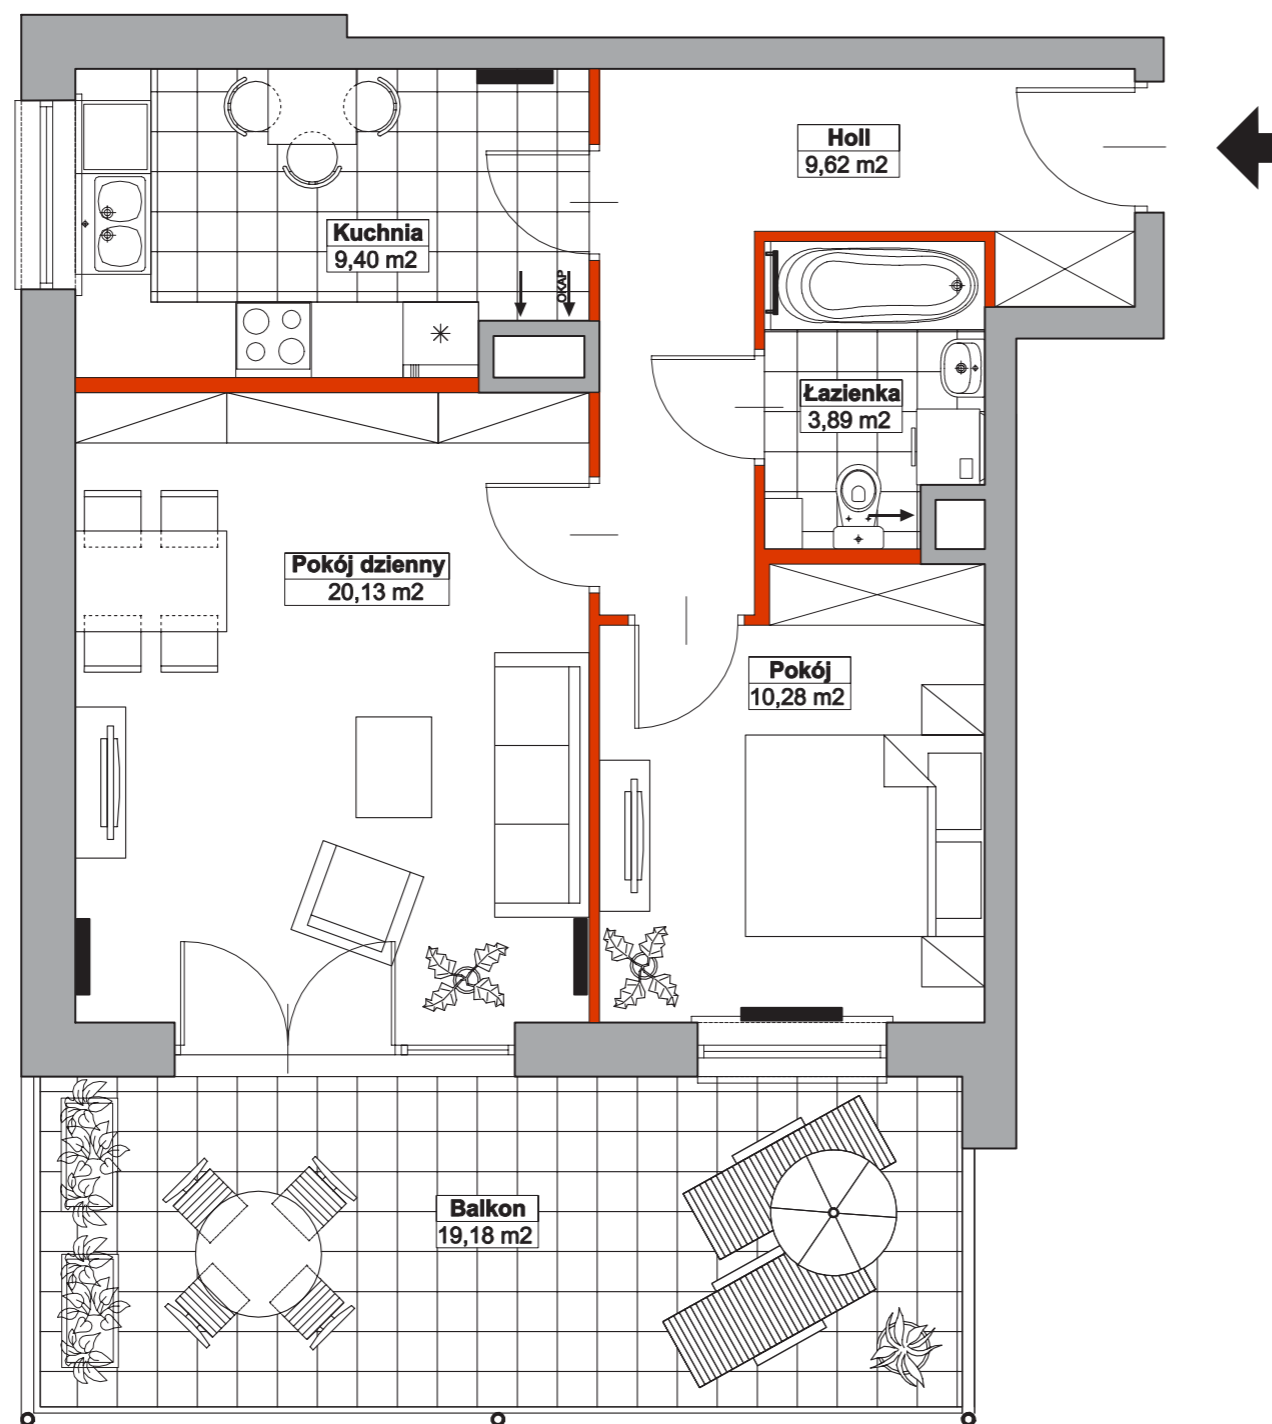 Holl
9,62 m2
Kuchnia
9,40 m2
OKAP
Łazienka
3,89 m2
Pokój dzienny
20,13 m2
Pokój
10,28 m2
Balkon
19,18 m2